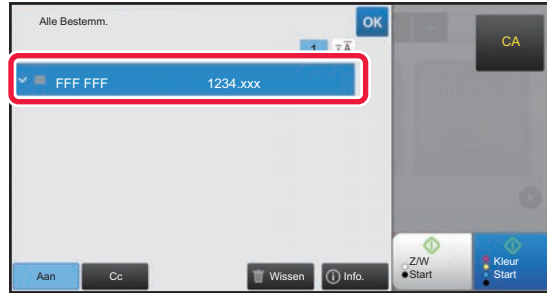 Alle Bestemm.
OK
CA
1
FFF FFF 1234.xxx
Aan
Cc
Wissen
Info.
Z/W
Start
Kleur
Start